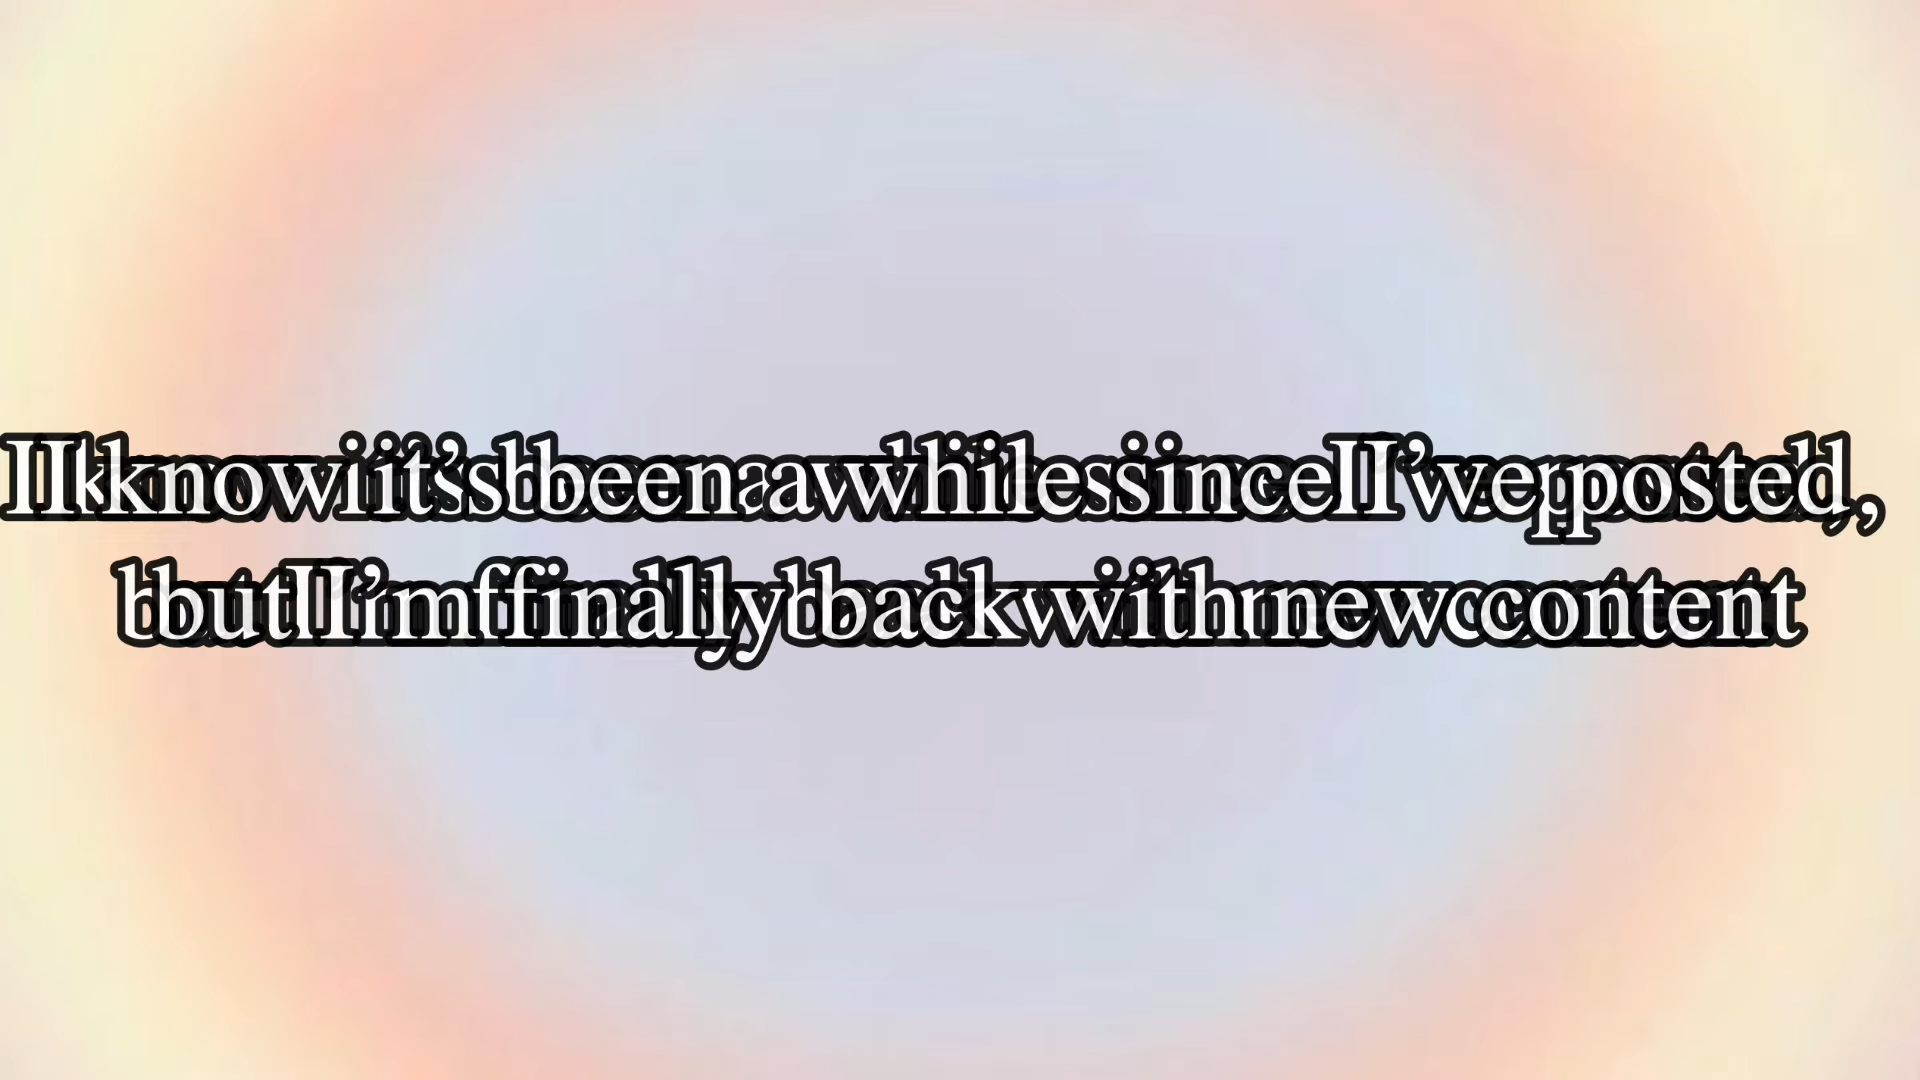 I know it’s been a while since I’ve posted,
but I’m finally back with new content